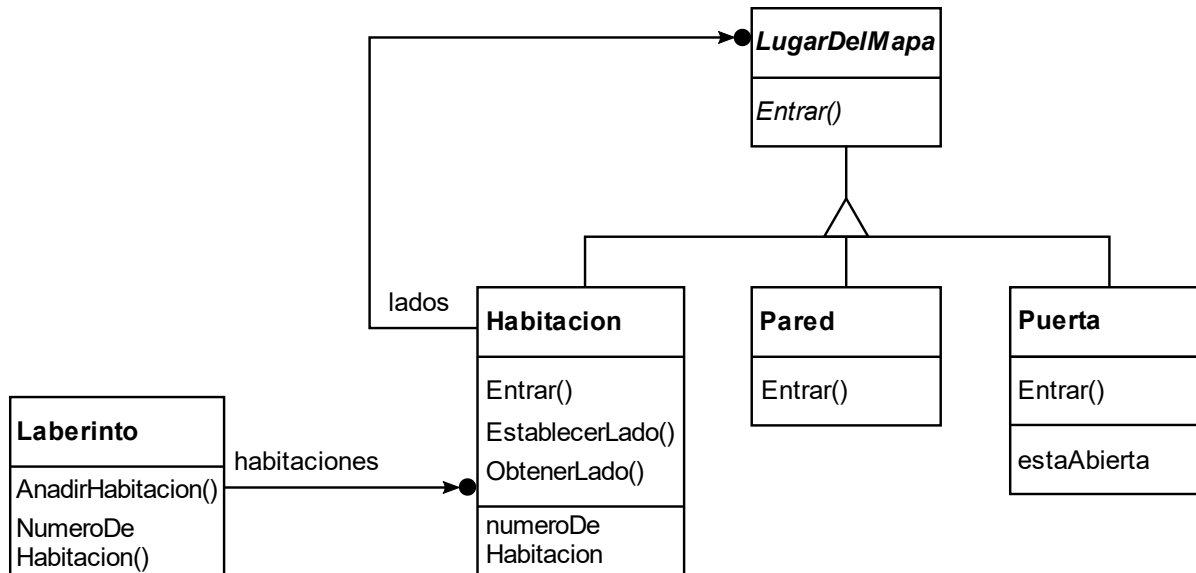 LugarDelMapa
Entrar()
lados
Habitacion
Entrar()
EstablecerLado()
ObtenerLado()
numeroDe
Habitacion
Pared
Entrar()
Puerta
Entrar()
estaAbierta
Laberinto
AnadirHabitacion()
NumeroDe
Habitacion()
habitaciones